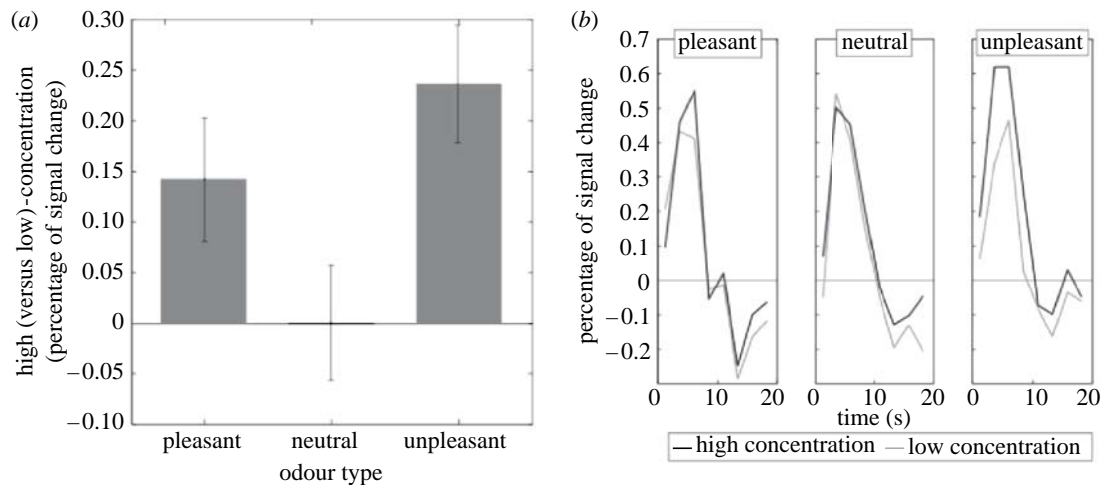 (a)
high (versus low)-concentration
(percentage of signal change)
0.30
0.25
0.20
0.15
0.10
0.05
0
–0.05
–0.10
pleasant neutral unpleasant
odour type
(b)
percentage of signal change
pleasant neutral unpleasant
0.7
0.6
0.5
0.4
0.3
0.2
0.1
0
–0.1
–0.2
0 10 20 0 10 20 0 10 20
time (s)
high concentration low concentration